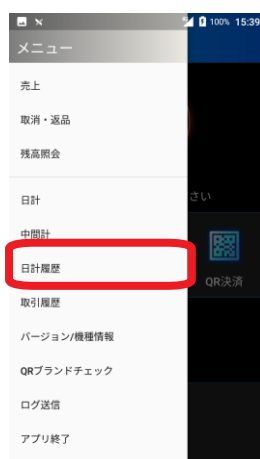 100% 15:39
メニュー
売上
取消・返品
残高照会
さい
日計
中間計
日計履歴
QR決済
取引履歴
バージョン/機種情報
QRブランドチェック
ログ送信
アプリ終了